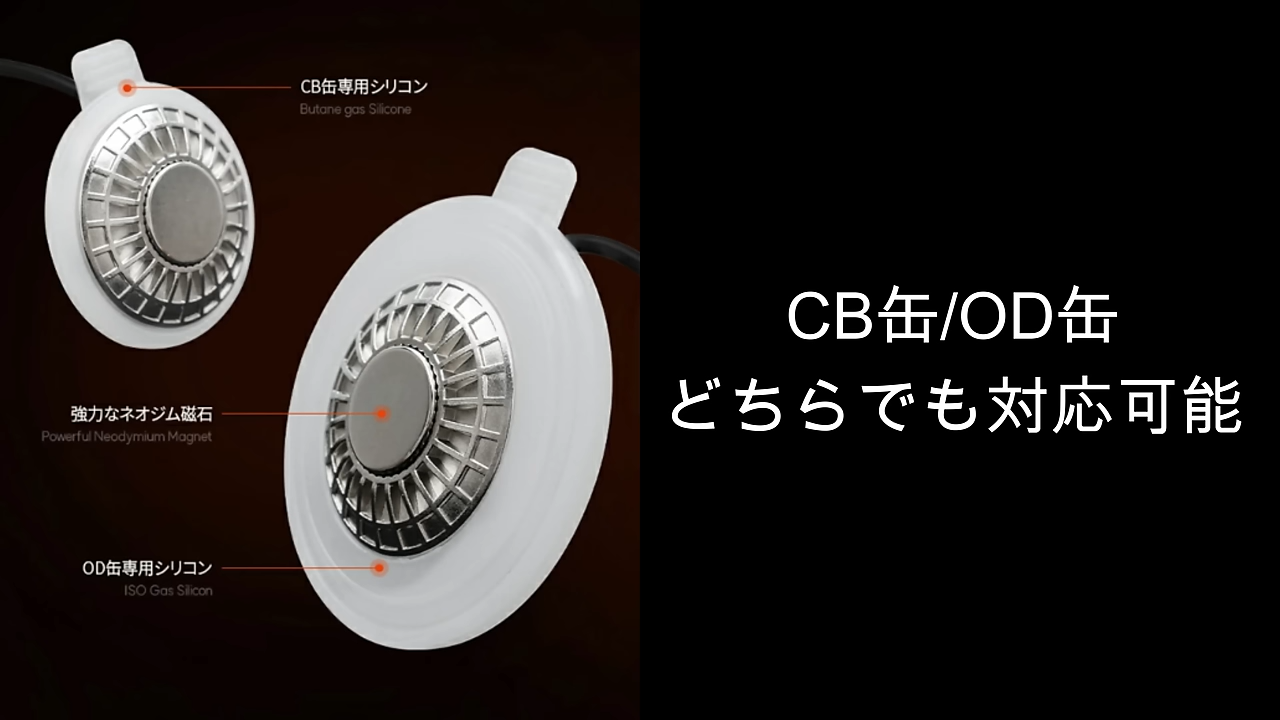 CB缶専用シリコン
Butane gas Silicone
強力なネオジム磁石
Powerful Neodymium Magnet
OD缶専用シリコン
ISO Gas Silicon
CB缶/OD缶
どちらでも対応可能